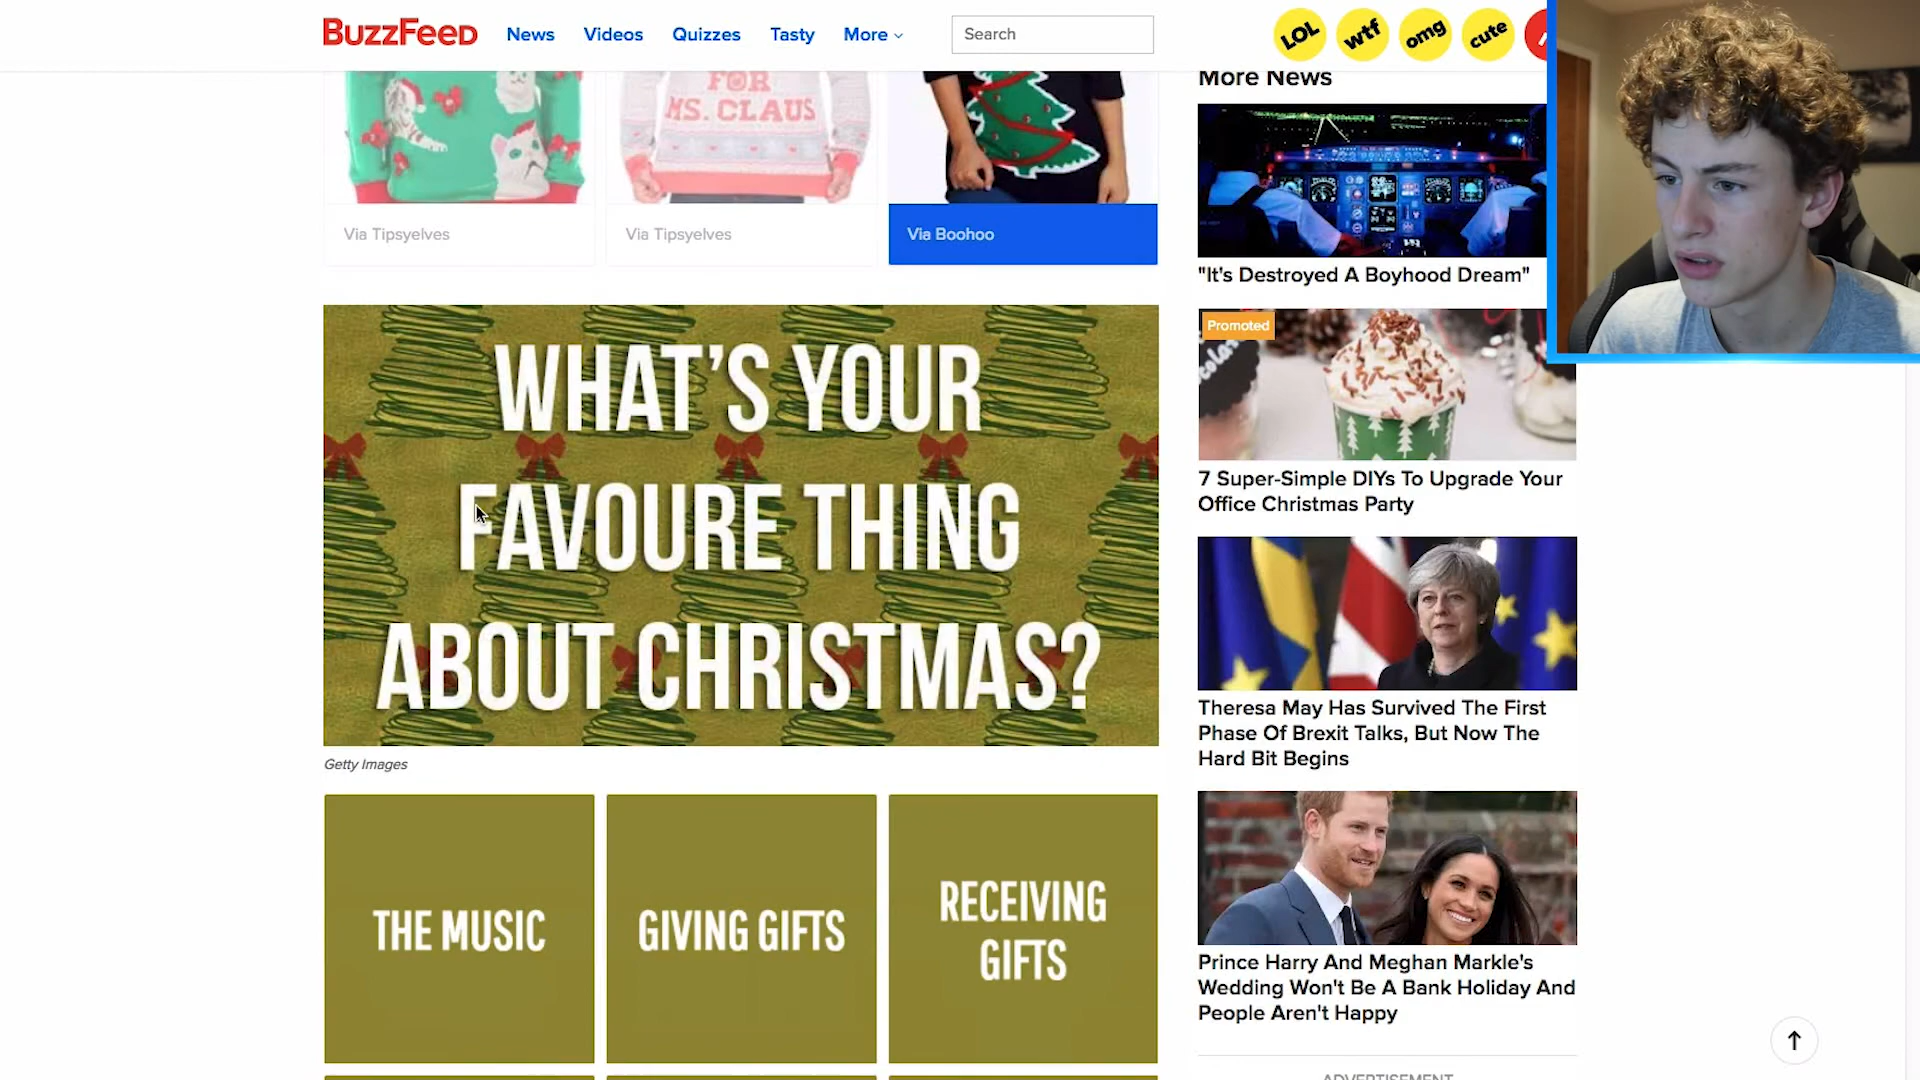 BuzzFeed News Videos Quizzes Tasty More Search LOL wtf omg cute
FOR
MS. CLAUS
Via Tipsyelves
Via Tipsyelves
Via Boohoo
WHAT'S YOUR
FAVOURE THING
ABOUT CHRISTMAS?
Getty Images
THE MUSIC
GIVING GIFTS
RECEIVING
GIFTS
More News
"It's Destroyed A Boyhood Dream"
Promoted
7 Super-Simple DIYs To Upgrade Your
Office Christmas Party
Theresa May Has Survived The First
Phase Of Brexit Talks, But Now The
Hard Bit Begins
Prince Harry And Meghan Markle's
Wedding Won't Be A Bank Holiday And
People Aren't Happy
ADVERTISEMENT